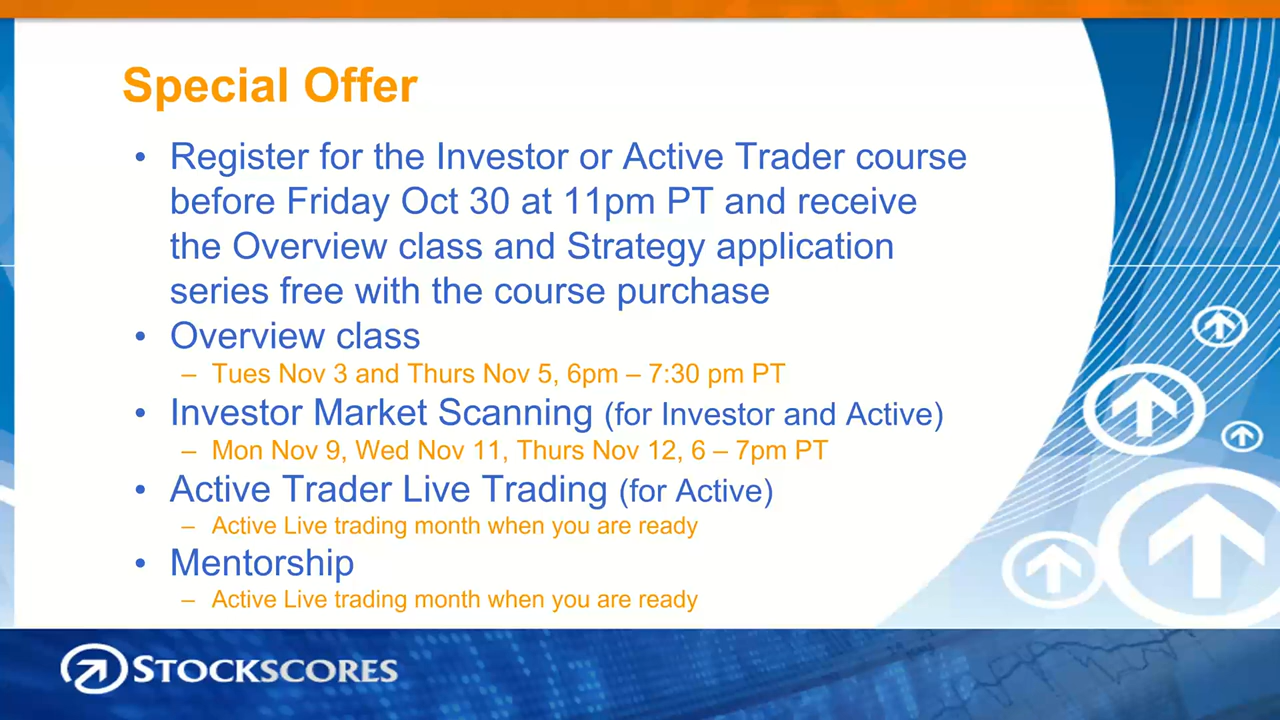 Special Offer
• Register for the Investor or Active Trader course
before Friday Oct 30 at 11pm PT and receive
the Overview class and Strategy application
series free with the course purchase
• Overview class
– Tues Nov 3 and Thurs Nov 5, 6pm – 7:30 pm PT
• Investor Market Scanning (for Investor and Active)
– Mon Nov 9, Wed Nov 11, Thurs Nov 12, 6 – 7pm PT
• Active Trader Live Trading (for Active)
– Active Live trading month when you are ready
• Mentorship
– Active Live trading month when you are ready
STOCKSCORES